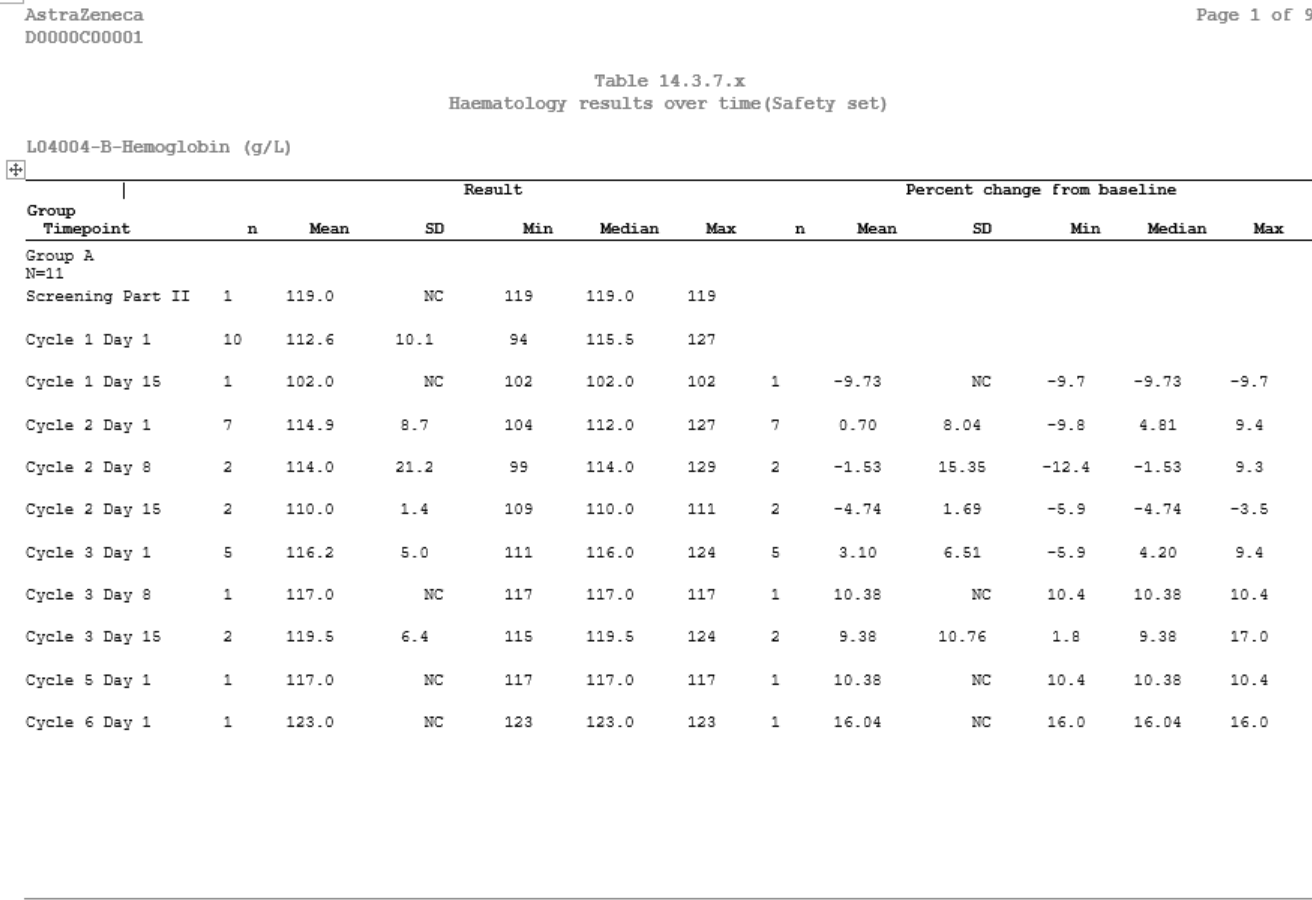 AstraZeneca Page 1 of 9
D0000C00001
Table 14.3.7.x
Haematology results over time(Safety set)
L04004-B-Hemoglobin (g/L)
Result Percent change from baseline
Group
Timepoint n Mean SD Min Median Max n Mean SD Min Median Max
Group A
N=11
Screening Part II 1 119.0 NC 119 119.0 119
Cycle 1 Day 1 10 112.6 10.1 94 115.5 127
Cycle 1 Day 15 1 102.0 NC 102 102.0 102 1 -9.73 NC -9.7 -9.73 -9.7
Cycle 2 Day 1 7 114.9 8.7 104 112.0 127 7 0.70 8.04 -9.8 4.81 9.4
Cycle 2 Day 8 2 114.0 21.2 99 114.0 129 2 -1.53 15.35 -12.4 -1.53 9.3
Cycle 2 Day 15 2 110.0 1.4 109 110.0 111 2 -4.74 1.69 -5.9 -4.74 -3.5
Cycle 3 Day 1 5 116.2 5.0 111 116.0 124 5 3.10 6.51 -5.9 4.20 9.4
Cycle 3 Day 8 1 117.0 NC 117 117.0 117 1 10.38 NC 10.4 10.38 10.4
Cycle 3 Day 15 2 119.5 6.4 115 119.5 124 2 9.38 10.76 1.8 9.38 17.0
Cycle 5 Day 1 1 117.0 NC 117 117.0 117 1 10.38 NC 10.4 10.38 10.4
Cycle 6 Day 1 1 123.0 NC 123 123.0 123 1 16.04 NC 16.0 16.04 16.0